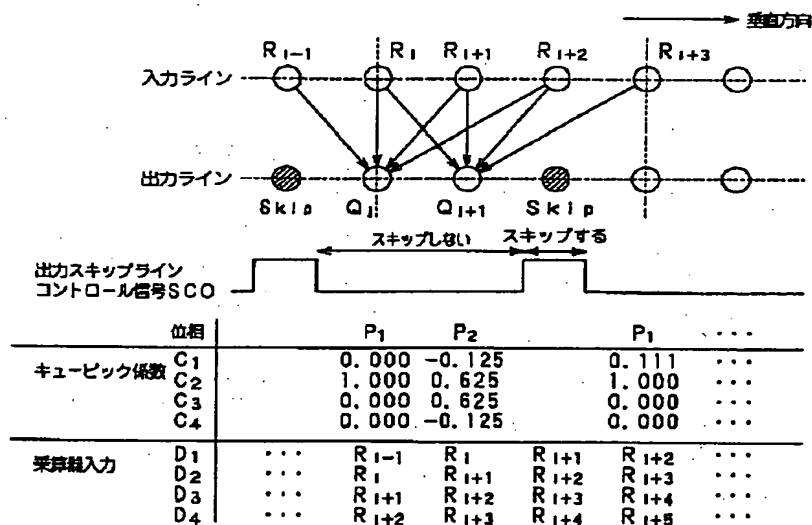 垂直方向
R i-1 R i R i+1 R i+2 R i+3
入力ライン
出力ライン
Skip Q j Q i+1 Skip
スキップしない スキップする
出力スキップライン
コントロール信号SCO
位相 P1 P2 P1 ・・・
キュービック係数
C1 0.000 -0.125 0.111 ・・・
C2 1.000 0.625 1.000 ・・・
C3 0.000 0.625 0.000 ・・・
C4 0.000 -0.125 0.000 ・・・
乗算器入力
D1 ・・・ R i-1 R i R i+1 R i+2 ・・・
D2 ・・・ R i R i+1 R i+2 R i+3 ・・・
D3 ・・・ R i+1 R i+2 R i+3 R i+4 ・・・
D4 ・・・ R i+2 R i+3 R i+4 R i+5 ・・・